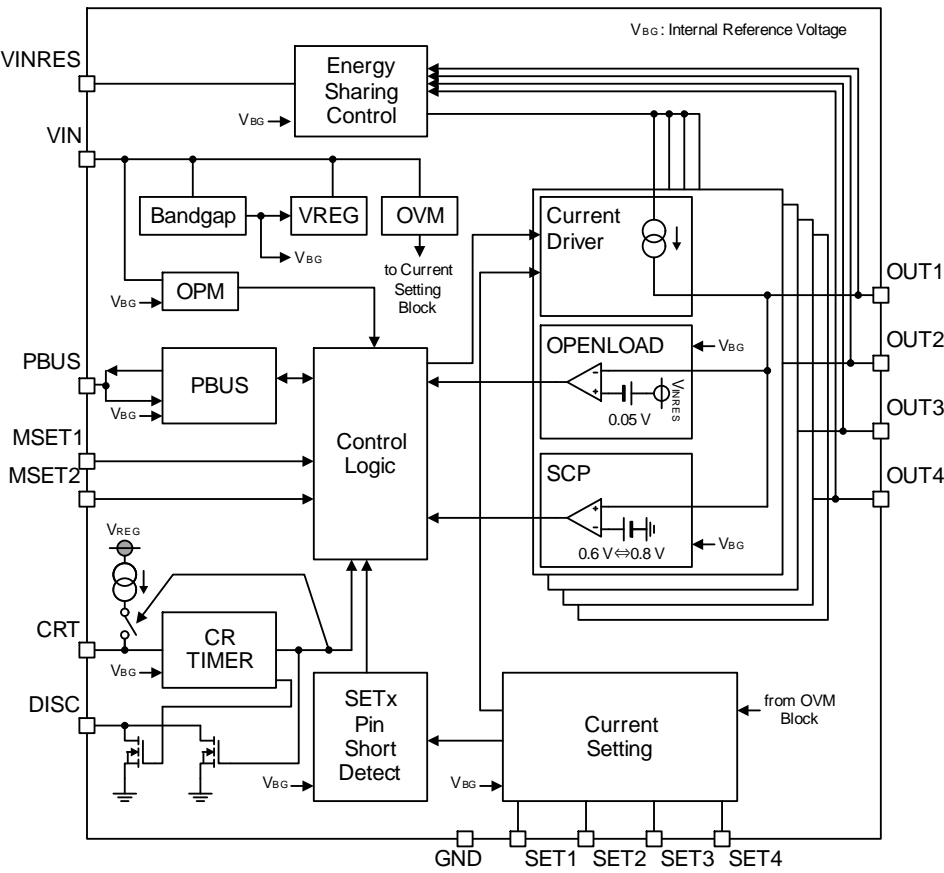 VBG: Internal Reference Voltage
VINRES
Energy
Sharing
Control
VBG
VIN
Bandgap
VREG
OVM
VBG
to Current
Setting
Block
OPM
VBG
Current
Driver
OUT1
OPENLOAD
VBG
-
+
0.05 V
VINRES
OUT2
PBUS
PBUS
VBG
OUT3
MSET1
MSET2
Control
Logic
OUT4
SCP
+
-
0.6 V⇔0.8 V
VBG
VREG
CRT
CR
TIMER
VBG
DISC
SETx
Pin
Short
Detect
VBG
Current
Setting
VBG
from OVM
Block
GND
SET1
SET2
SET3
SET4